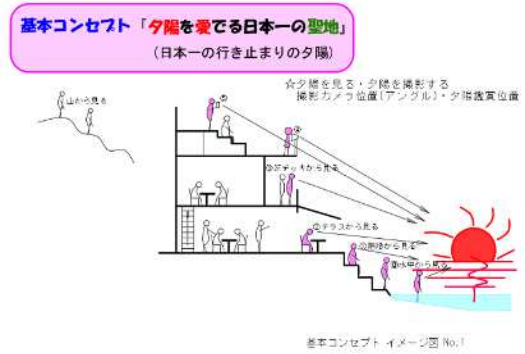 基本コンセプト「夕陽を愛でる日本一の聖地」
(日本一の行き止まりの夕陽)
☆夕陽を見る・夕陽を撮影する
撮影カメラ位置(アングル)・夕陽鑑賞位置
山から見る
デッキから見る
テラスから見る
から見る
水中から見る
基本コンセプト イメージ図 No.1